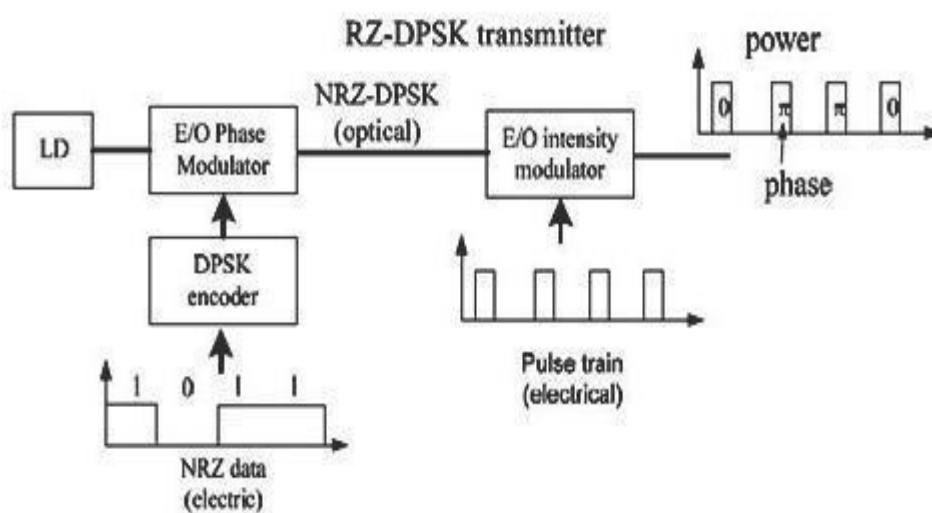 RZ-DPSK transmitter
power
NRZ-DPSK
(optical)
LD
E/O Phase
Modulator
E/O intensity
modulator
0 π π 0
phase
DPSK
encoder
1 0 1 1
Pulse train
(electrical)
NRZ data
(electric)